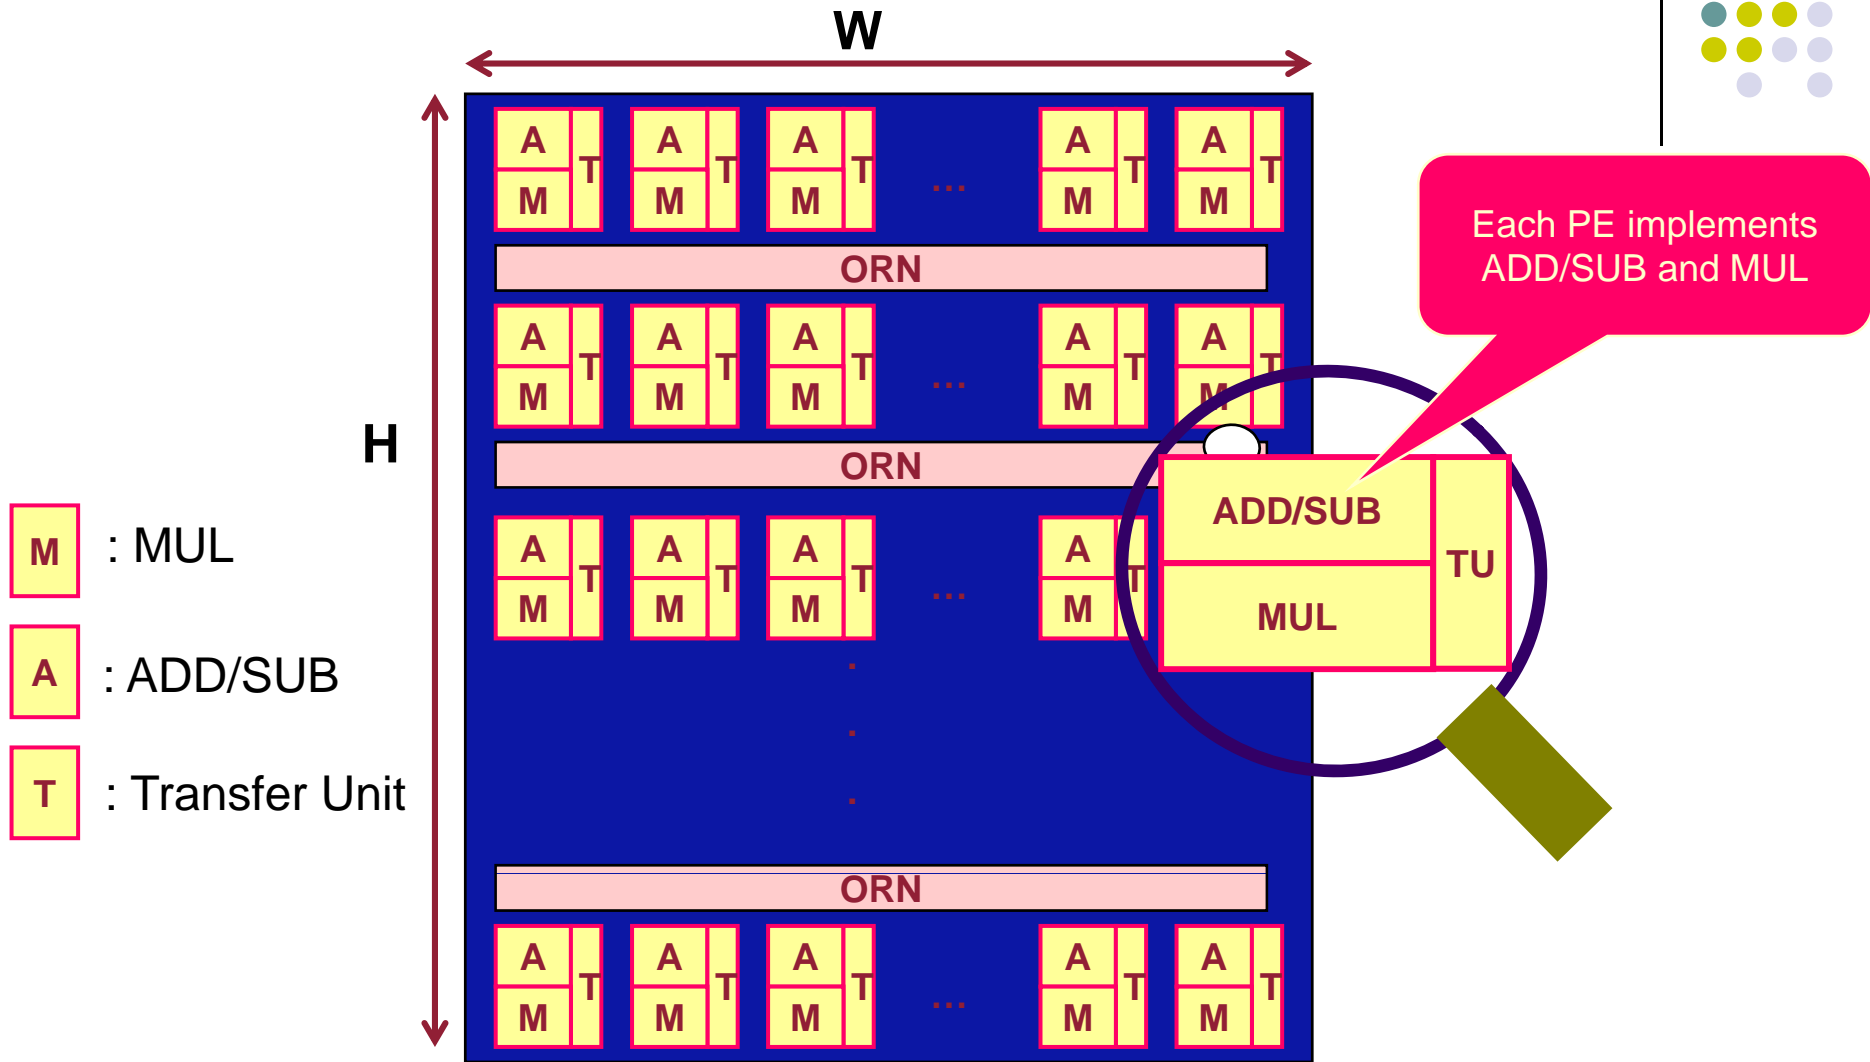 W
H
A A A A A
T T T T T
M M M ... M M
ORN
A A A A A
T T T T T
M M M ... M M
ORN
A A A A
T T T T
M M M ... M
.
.
.
ORN
A A A A A
T T T T T
M M M ... M M
Each PE implements
ADD/SUB and MUL
ADD/SUB
MUL
TU
M : MUL
A : ADD/SUB
T : Transfer Unit